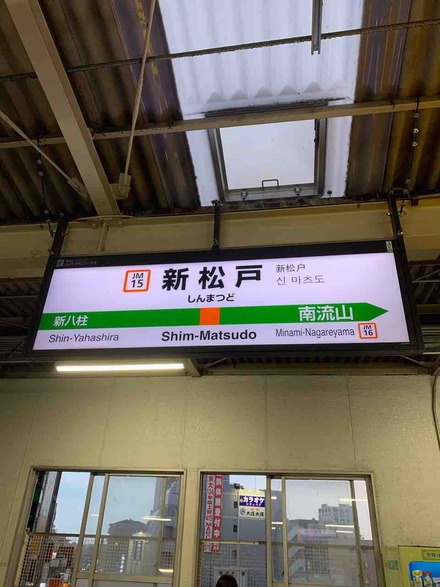 JM
15
新松戸
しんまつど
新松戸
신 마츠도
新八柱
南流山
Shin-Yahashira
Shim-Matsudo
Minami-Nagareyama
JM
16
カラオケ